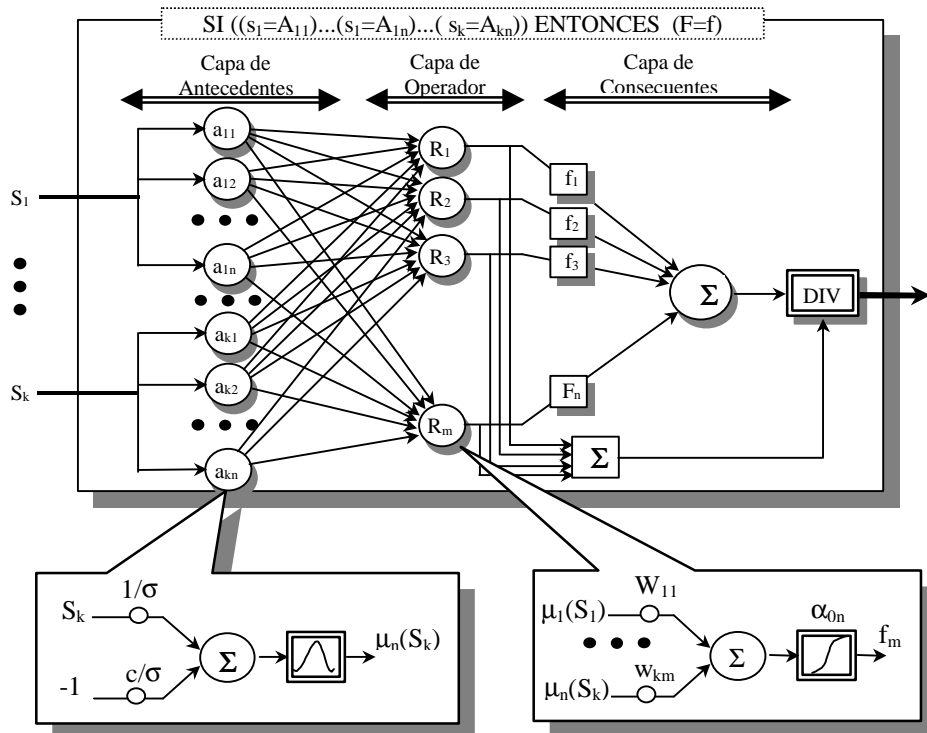 SI ((s₁=A₁₁)...(s₁=A₁ₙ)...( sₖ=Aₖₙ)) ENTONCES (F=f)
Capa de
Antecedentes
Capa de
Operador
Capa de
Consecuentes
S₁
Sₖ
a₁₁
a₁₂
a₁ₙ
aₖ₁
aₖ₂
aₖₙ
R₁
R₂
R₃
Rₘ
f₁
f₂
f₃
Fₙ
Σ
Σ
DIV
1/σ
Sₖ
c/σ
-1
Σ
μₙ(Sₖ)
W₁₁
μ₁(S₁)
μₙ(Sₖ)
wₖₘ
Σ
α₀ₙ
fₘ